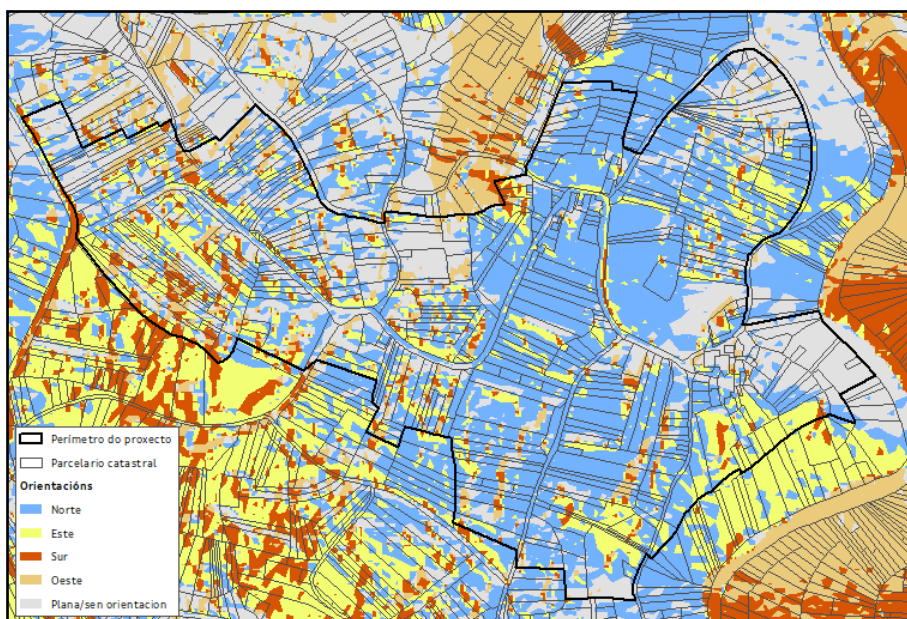 Perímetro do proxecto
Parcelario catastral
Orientacións
Norte
Este
Sur
Oeste
Plana/sen orientacion